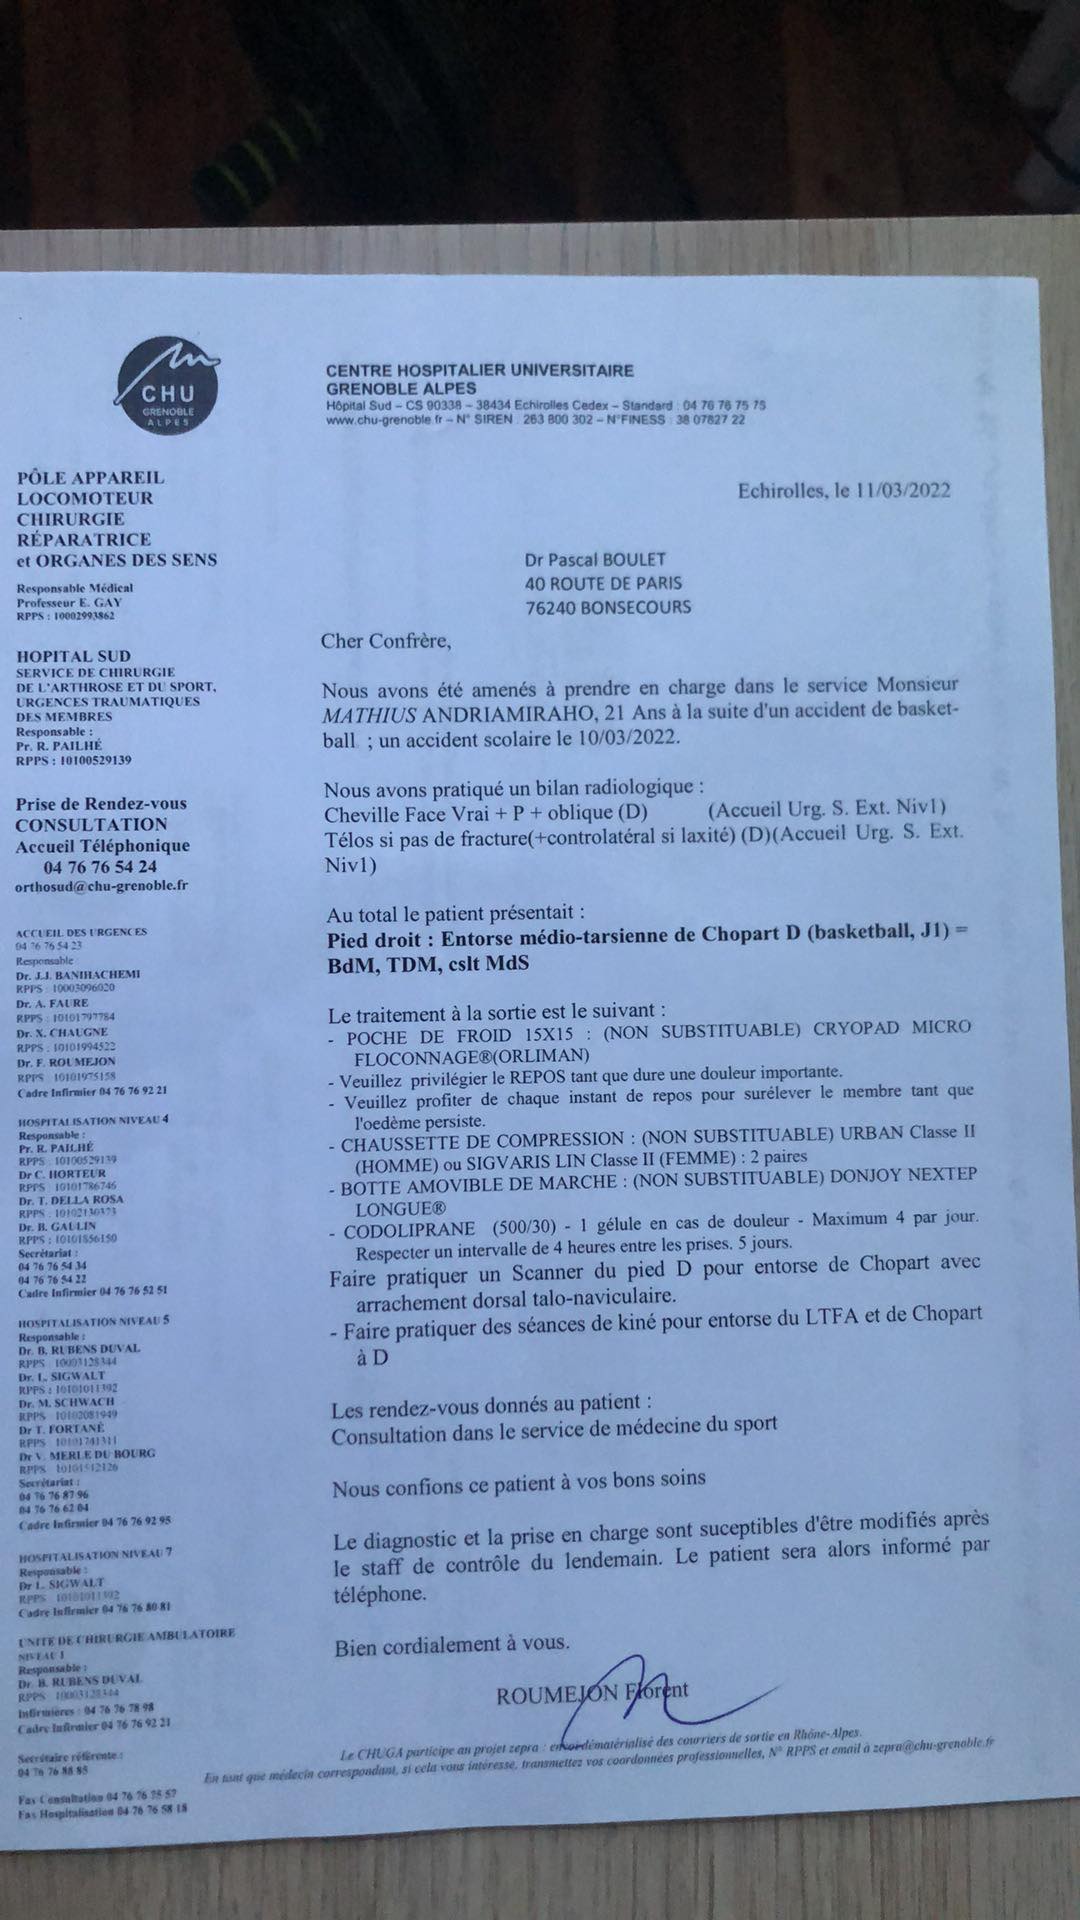 CHU
GRENOBLE
ALPES
CENTRE HOSPITALIER UNIVERSITAIRE
GRENOBLE ALPES
Hôpital Sud – CS 90338 – 38434 Echirolles Cedex – Standard : 04 76 76 75 75
www.chu-grenoble.fr – N° SIREN : 263 800 302 – N°FINESS : 38 07827 22
PÔLE APPAREIL
LOCOMOTEUR
CHIRURGIE
RÉPARATRICE
et ORGANES DES SENS
Responsable Médical
Professeur E. GAY
RPPS : 10002993862
HOPITAL SUD
SERVICE DE CHIRURGIE
DE L'ARTHROSE ET DU SPORT,
URGENCES TRAUMATIQUES
DES MEMBRES
Responsable :
Pr. R. PAILHÉ
RPPS : 10100529139
Prise de Rendez-vous
CONSULTATION
Accueil Téléphonique
04 76 76 54 24
orthosud@chu-grenoble.fr
ACCUEIL DES URGENCES
04 76 76 54 23
Responsable
Dr. J.J. BANIHACHEMI
RPPS : 10003096020
Dr. A. FAURE
RPPS : 10101797784
Dr. X. CHAUGNE
RPPS : 10101994522
Dr. F. ROUMEJON
RPPS : 10101975158
Cadre Infirmier 04 76 76 92 21
HOSPITALISATION NIVEAU 4
Responsable :
Pr. R. PAILHÉ
RPPS : 10100529139
Dr C. HORTEUR
RPPS : 10101786746
Dr. T. DELLA ROSA
RPPS : 10102130373
Dr. B. GAULIN
RPPS : 10101856150
Secrétariat :
04 76 76 54 34
04 76 76 54 22
Cadre Infirmier 04 76 76 52 51
HOSPITALISATION NIVEAU 5
Responsable :
Dr. B. RUBENS DUVAL
RPPS : 10003128344
Dr. L. SIGWALT
RPPS : 10101011392
Dr. M. SCHWACH
RPPS : 10102081949
Dr T. FORTANÉ
RPPS : 10101741311
Dr V. MERLE DU BOURG
RPPS : 10101512126
Secrétariat :
04 76 76 87 96
04 76 76 62 04
Cadre Infirmier 04 76 76 92 95
HOSPITALISATION NIVEAU 7
Responsable :
Dr L. SIGWALT
RPPS : 10101011392
Cadre Infirmier 04 76 76 80 81
UNITE DE CHIRURGIE AMBULATOIRE
NIVEAU 1
Responsable :
Dr. B. RUBENS DUVAL
RPPS : 10003128344
Infirmières : 04 76 76 78 98
Cadre Infirmier 04 76 76 92 21
Secrétaire référente :
04 76 76 88 85
Fax Consultation 04 76 76 75 57
Fax Hospitalisation 04 76 76 58 18
Echirolles, le 11/03/2022
Dr Pascal BOULET
40 ROUTE DE PARIS
76240 BONSECOURS
Cher Confrère,
Nous avons été amenés à prendre en charge dans le service Monsieur
MATHIUS ANDRIAMIRAHO, 21 Ans à la suite d'un accident de basket-
ball ; un accident scolaire le 10/03/2022.
Nous avons pratiqué un bilan radiologique :
Cheville Face Vrai + P + oblique (D) (Accueil Urg. S. Ext. Niv1)
Télos si pas de fracture(+controlatéral si laxité) (D)(Accueil Urg. S. Ext.
Niv1)
Au total le patient présentait :
Pied droit : Entorse médio-tarsienne de Chopart D (basketball, J1) =
BdM, TDM, cslt MdS
Le traitement à la sortie est le suivant :
- POCHE DE FROID 15X15 : (NON SUBSTITUABLE) CRYOPAD MICRO
FLOCONNAGE®(ORLIMAN)
- Veuillez privilégier le REPOS tant que dure une douleur importante.
- Veuillez profiter de chaque instant de repos pour surélever le membre tant que
l'oedème persiste.
- CHAUSSETTE DE COMPRESSION : (NON SUBSTITUABLE) URBAN Classe II
(HOMME) ou SIGVARIS LIN Classe II (FEMME) : 2 paires
- BOTTE AMOVIBLE DE MARCHE : (NON SUBSTITUABLE) DONJOY NEXTEP
LONGUE®
- CODOLIPRANE (500/30) - 1 gélule en cas de douleur - Maximum 4 par jour.
Respecter un intervalle de 4 heures entre les prises. 5 jours.
Faire pratiquer un Scanner du pied D pour entorse de Chopart avec
arrachement dorsal talo-naviculaire.
- Faire pratiquer des séances de kiné pour entorse du LTFA et de Chopart
à D
Les rendez-vous donnés au patient :
Consultation dans le service de médecine du sport
Nous confions ce patient à vos bons soins
Le diagnostic et la prise en charge sont suceptibles d'être modifiés après
le staff de contrôle du lendemain. Le patient sera alors informé par
téléphone.
Bien cordialement à vous.
ROUMEJON Florent
Le CHUGA participe au projet zepra : envoi dématérialisé des courriers de sortie en Rhône-Alpes.
En tant que médecin correspondant, si cela vous intéresse, transmettez vos coordonnées professionnelles, N° RPPS et email à zepra@chu-grenoble.fr